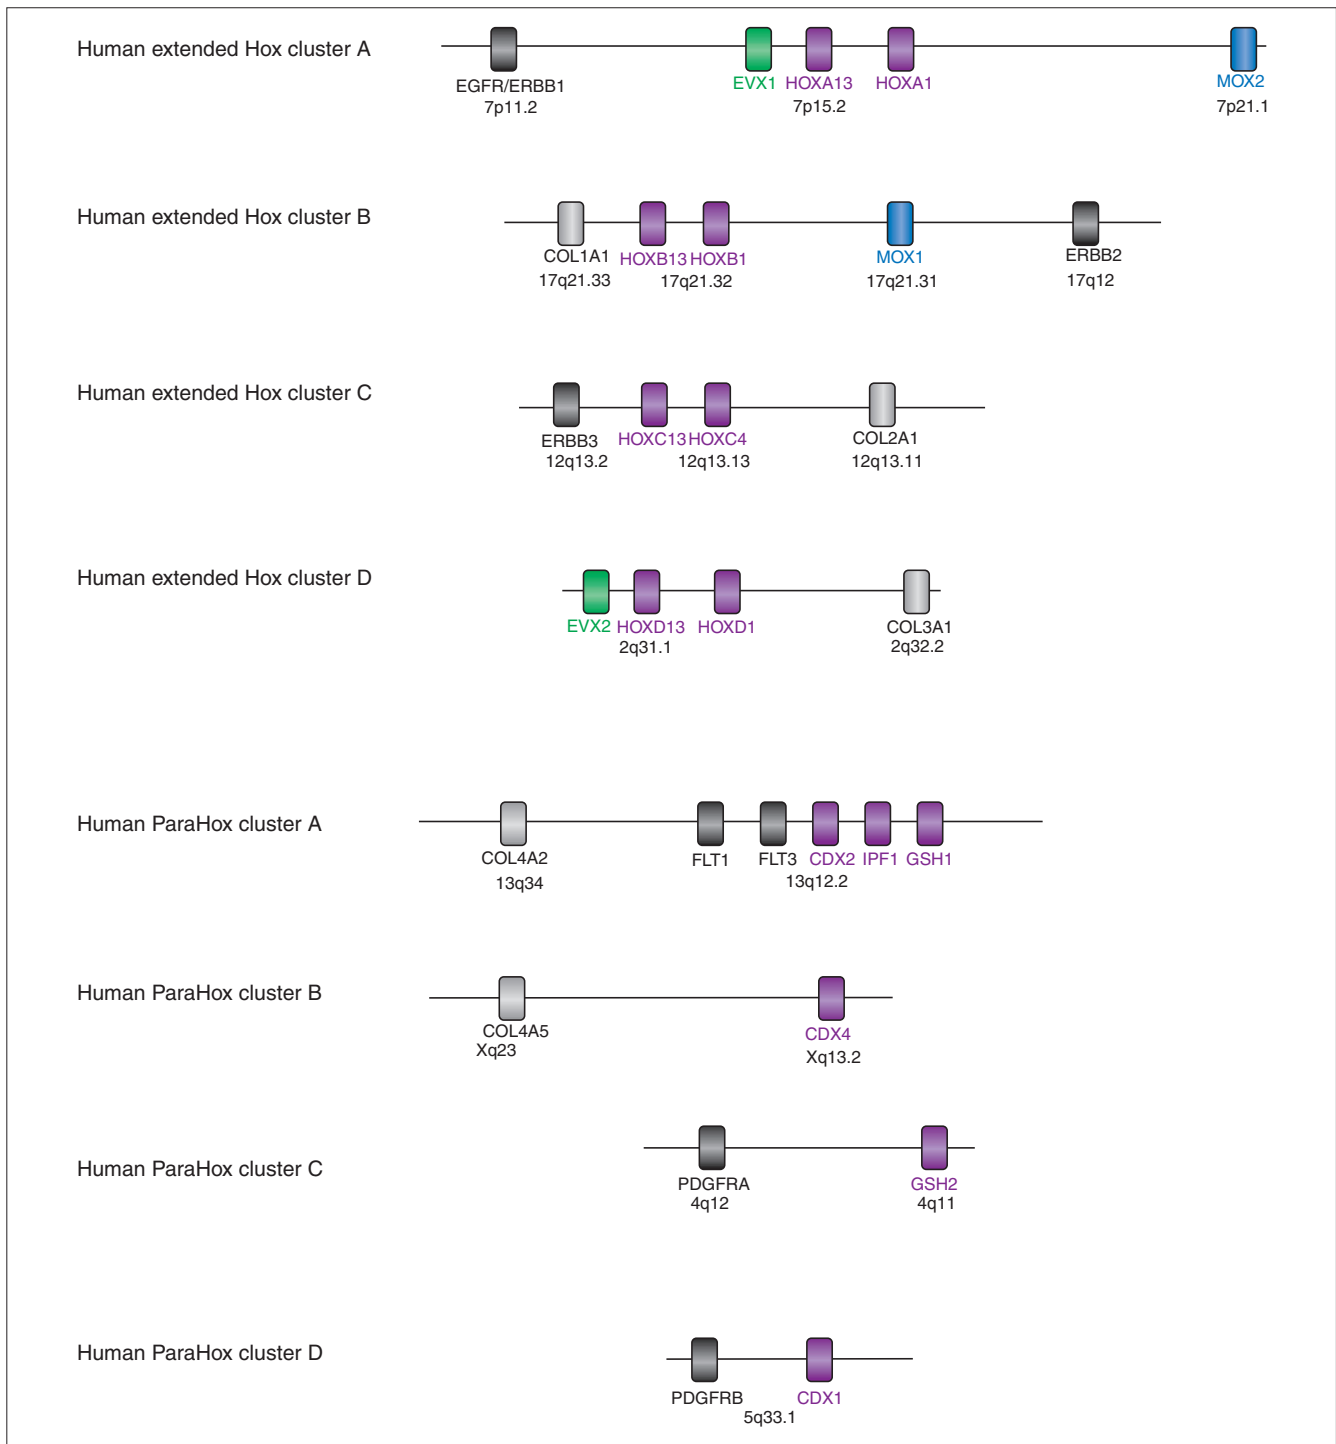 Human extended Hox cluster A
EGFR/ERBB1 EVX1 HOXA13 HOXA1 MOX2
7p11.2 7p15.2 7p21.1
Human extended Hox cluster B
COL1A1 HOXB13 HOXB1 MOX1 ERBB2
17q21.33 17q21.32 17q21.31 17q12
Human extended Hox cluster C
ERBB3 HOXC13 HOXC4 COL2A1
12q13.2 12q13.13 12q13.11
Human extended Hox cluster D
EVX2 HOXD13 HOXD1 COL3A1
2q31.1 2q32.2
Human ParaHox cluster A
COL4A2 FLT1 FLT3 CDX2 IPF1 GSH1
13q34 13q12.2
Human ParaHox cluster B
COL4A5 CDX4
Xq23 Xq13.2
Human ParaHox cluster C
PDGFRA GSH2
4q12 4q11
Human ParaHox cluster D
PDGFRB CDX1
5q33.1